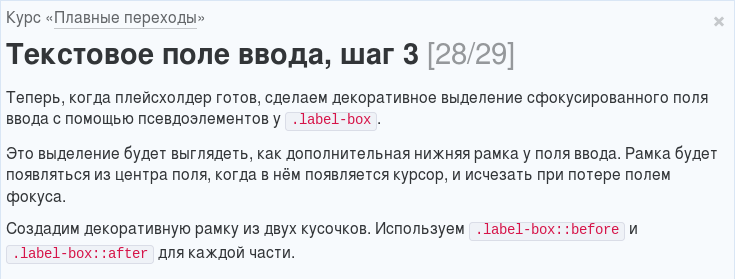 Курс «Плавные переходы»
Текстовое поле ввода, шаг 3 [28/29]
Теперь, когда плейсхолдер готов, сделаем декоративное выделение сфокусированного поля
ввода с помощью псевдоэлементов у .label-box.
Это выделение будет выглядеть, как дополнительная нижняя рамка у поля ввода. Рамка будет
появляться из центра поля, когда в нём появляется курсор, и исчезать при потере полем
фокуса.
Создадим декоративную рамку из двух кусочков. Используем .label-box::before и
.label-box::after для каждой части.